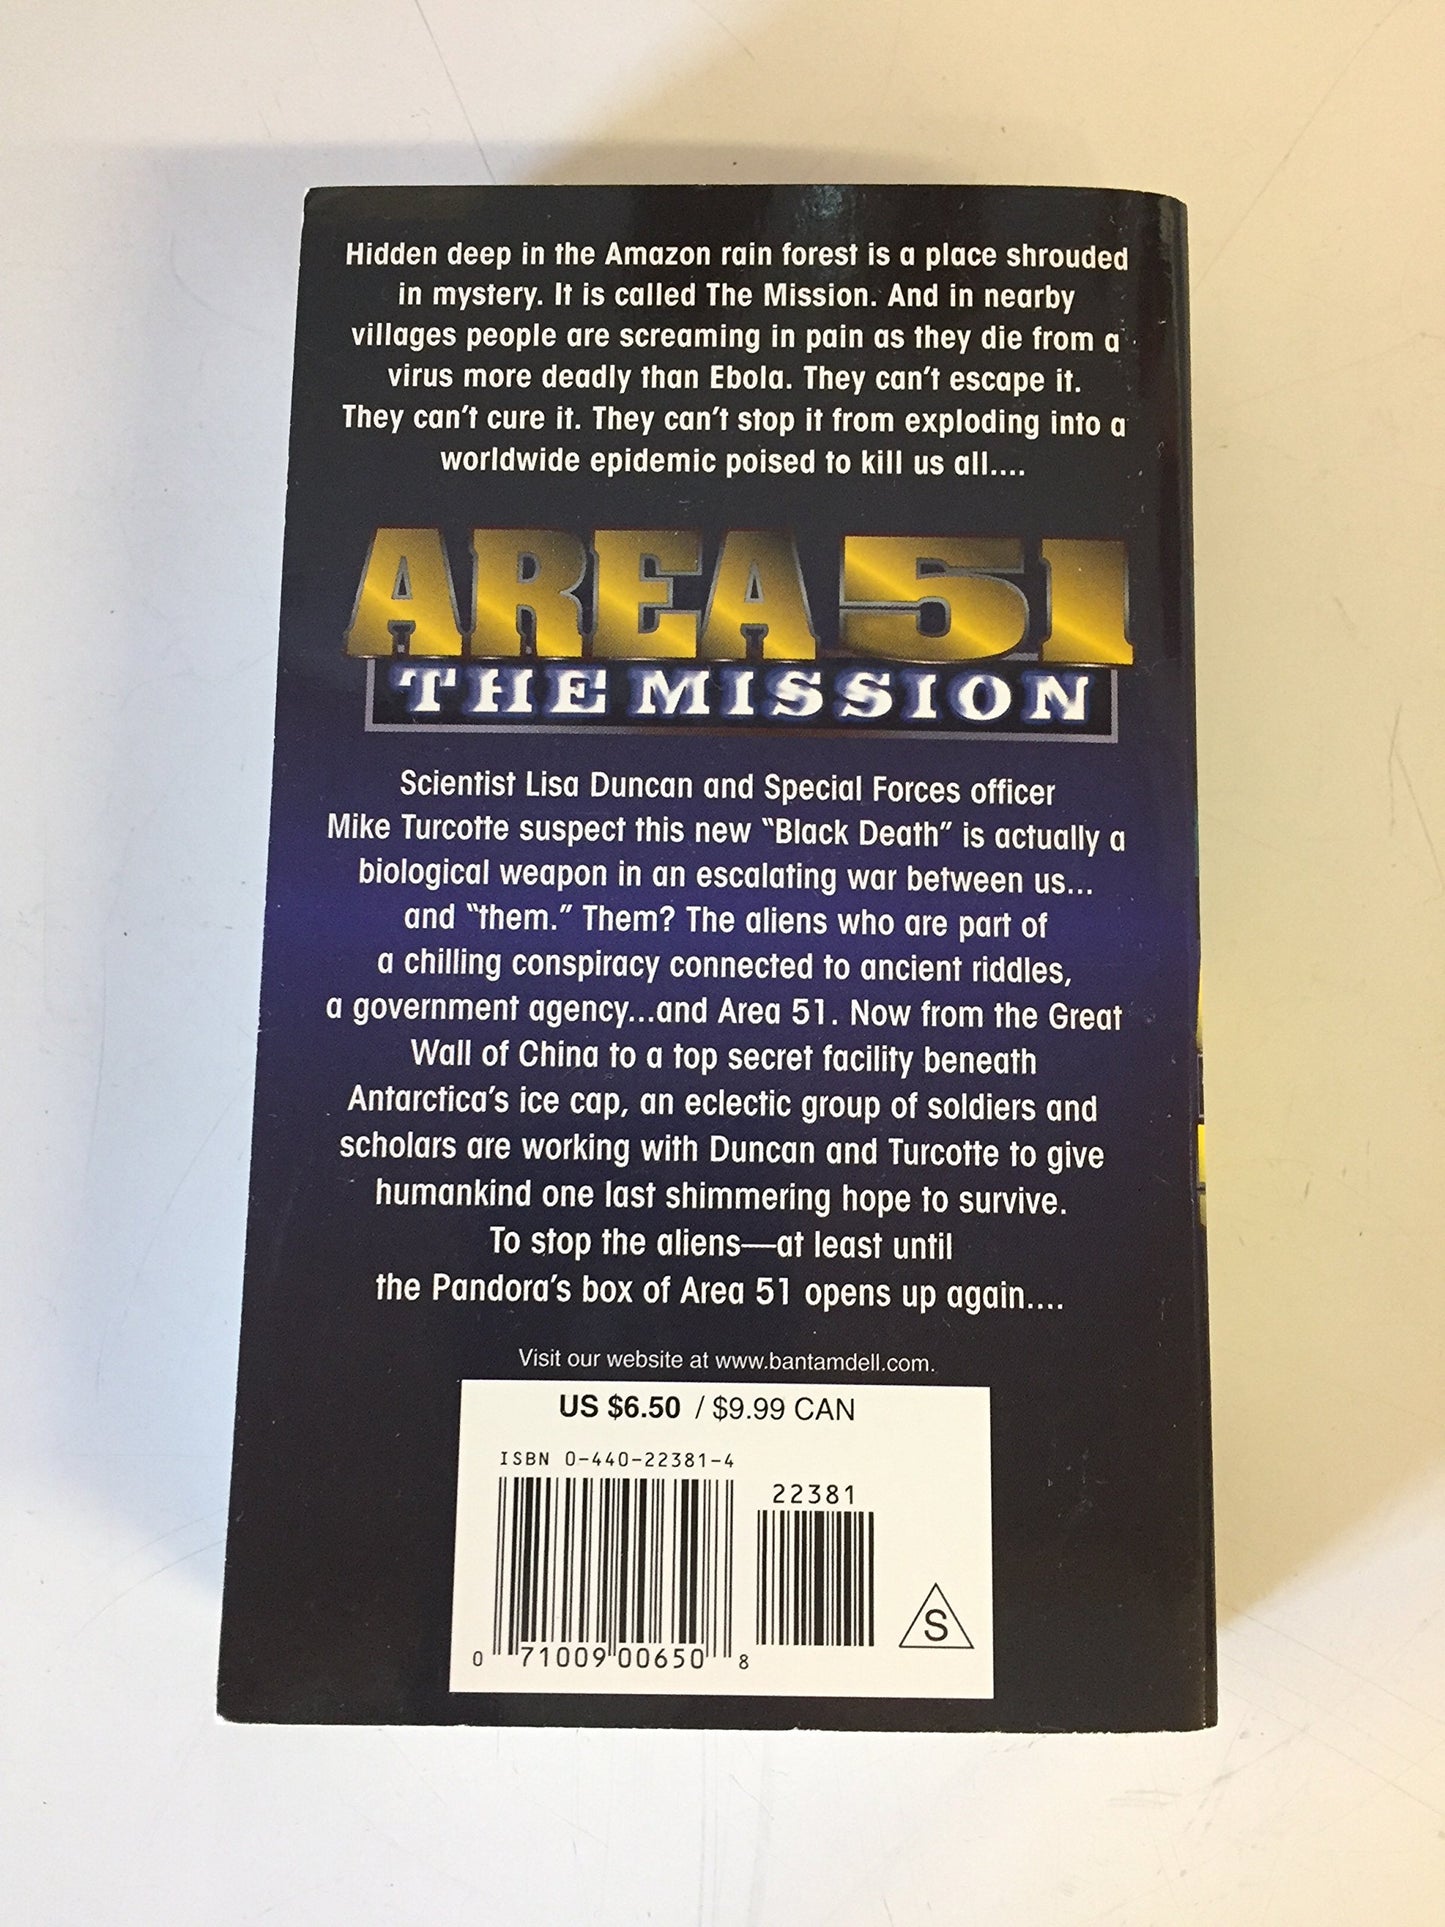 Hidden deep in the Amazon rain forest is a place shrouded
in mystery. It is called The Mission. And in nearby
villages people are screaming in pain as they die from a
virus more deadly than Ebola. They can't escape it.
They can't cure it. They can't stop it from exploding into a
worldwide epidemic poised to kill us all....
AREA 51
THE MISSION
Scientist Lisa Duncan and Special Forces officer
Mike Turcotte suspect this new "Black Death" is actually a
biological weapon in an escalating war between us...
and "them." Them? The aliens who are part of
a chilling conspiracy connected to ancient riddles,
a government agency...and Area 51. Now from the Great
Wall of China to a top secret facility beneath
Antarctica's ice cap, an eclectic group of soldiers and
scholars are working with Duncan and Turcotte to give
humankind one last shimmering hope to survive.
To stop the aliens—at least until
the Pandora's box of Area 51 opens up again....
Visit our website at www.bantamdell.com.
US $6.50 / $9.99 CAN
ISBN 0-440-22381-4
22381
0 71009 00650 8
S